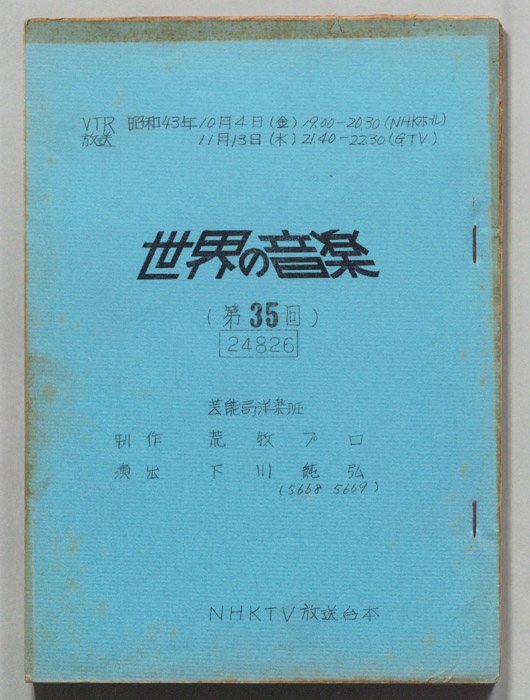 VTR 昭和43年10月4日(金) 19.00-20.30(NHKホール)
放送 11月13日(水) 21.40-22.30(GTV)
世界の音楽
(第35回)
24826
芸能局洋楽班
制作 荒牧プロ
演出 下川純弘
(5668 5669)
NHKTV放送台本